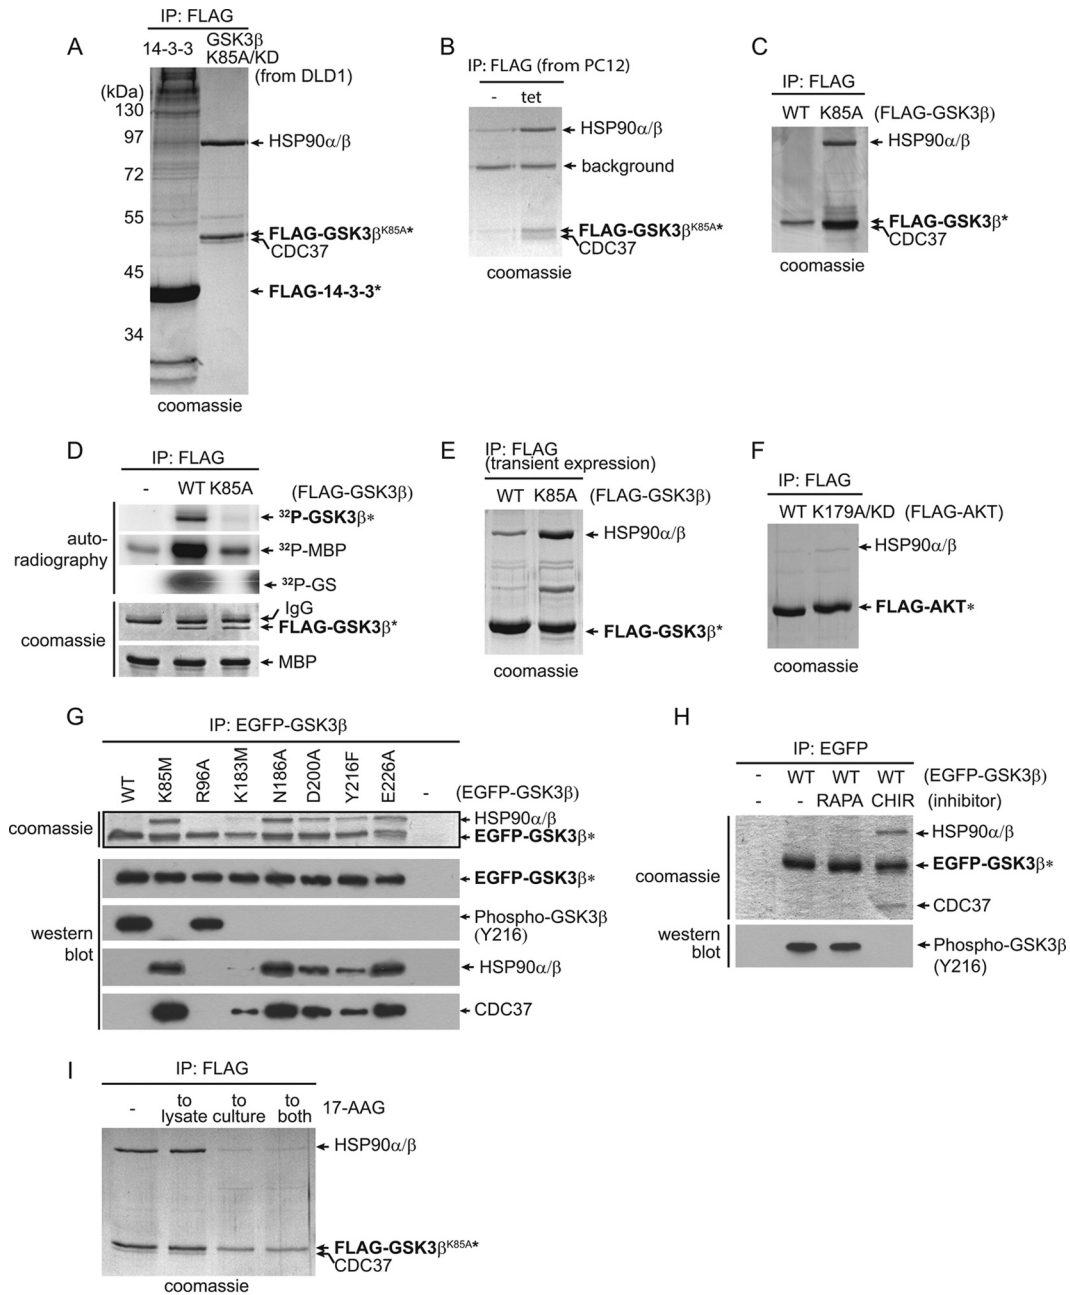 A
IP: FLAG
14-3-3
GSK3β
K85A/KD
(from DLD1)
(kDa)
130
97
72
55
45
34
HSP90α/β
FLAG-GSK3βK85A*
CDC37
FLAG-14-3-3*
coomassie
B
IP: FLAG (from PC12)
- tet
HSP90α/β
background
FLAG-GSK3βK85A*
CDC37
coomassie
C
IP: FLAG
WT K85A (FLAG-GSK3β)
HSP90α/β
FLAG-GSK3β*
CDC37
coomassie
D
IP: FLAG
- WT K85A (FLAG-GSK3β)
auto-
radiography
32P-GSK3β*
32P-MBP
32P-GS
coomassie
IgG
FLAG-GSK3β*
MBP
E
IP: FLAG
(transient expression)
WT K85A (FLAG-GSK3β)
HSP90α/β
FLAG-GSK3β*
coomassie
F
IP: FLAG
WT K179A/KD (FLAG-AKT)
HSP90α/β
FLAG-AKT*
coomassie
G
IP: EGFP-GSK3β
WT K85M R96A K183M N186A D200A Y216F E226A - (EGFP-GSK3β)
coomassie
HSP90α/β
EGFP-GSK3β*
western
blot
EGFP-GSK3β*
Phospho-GSK3β
(Y216)
HSP90α/β
CDC37
H
IP: EGFP
- WT WT WT (EGFP-GSK3β)
- - RAPA CHIR (inhibitor)
coomassie
HSP90α/β
EGFP-GSK3β*
CDC37
western
blot
Phospho-GSK3β
(Y216)
I
IP: FLAG
- to lysate to culture to both 17-AAG
HSP90α/β
FLAG-GSK3βK85A*
CDC37
coomassie